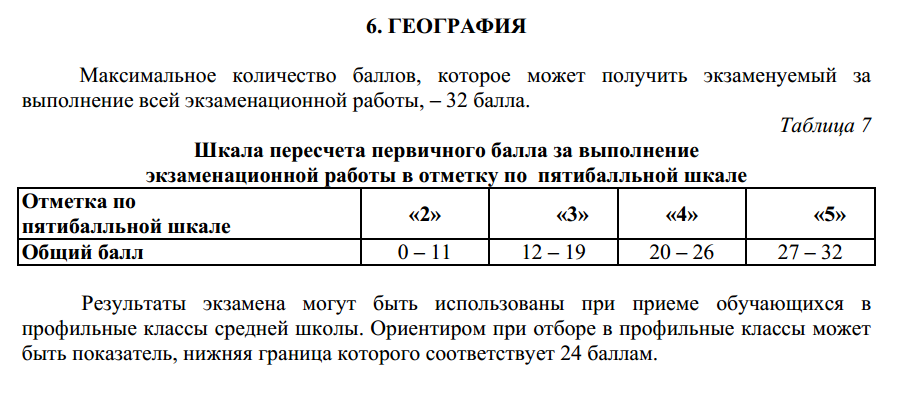 6. ГЕОГРАФИЯ
Максимальное количество баллов, которое может получить экзаменуемый за
выполнение всей экзаменационной работы, – 32 балла.
Таблица 7
Шкала пересчета первичного балла за выполнение
экзаменационной работы в отметку по пятибалльной шкале
Отметка по
пятибалльной шкале
«2» «3» «4» «5»
Общий балл 0 – 11 12 – 19 20 – 26 27 – 32
Результаты экзамена могут быть использованы при приеме обучающихся в
профильные классы средней школы. Ориентиром при отборе в профильные классы может
быть показатель, нижняя граница которого соответствует 24 баллам.